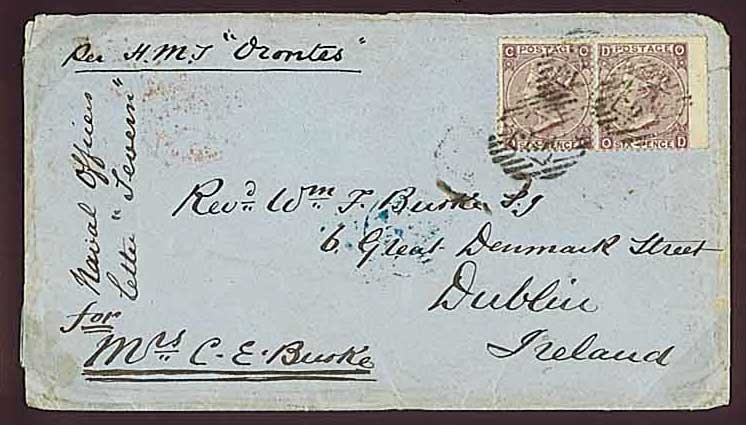 Per H.M.S "Orontes"
Naval Officers
letter "Severn"
Revd Wm F. Burke S.J
6 Great Denmark Street
Dublin
Ireland
for
Mrs C. E. Burke
POSTAGE
SIX PENCE
POSTAGE
SIX PENCE